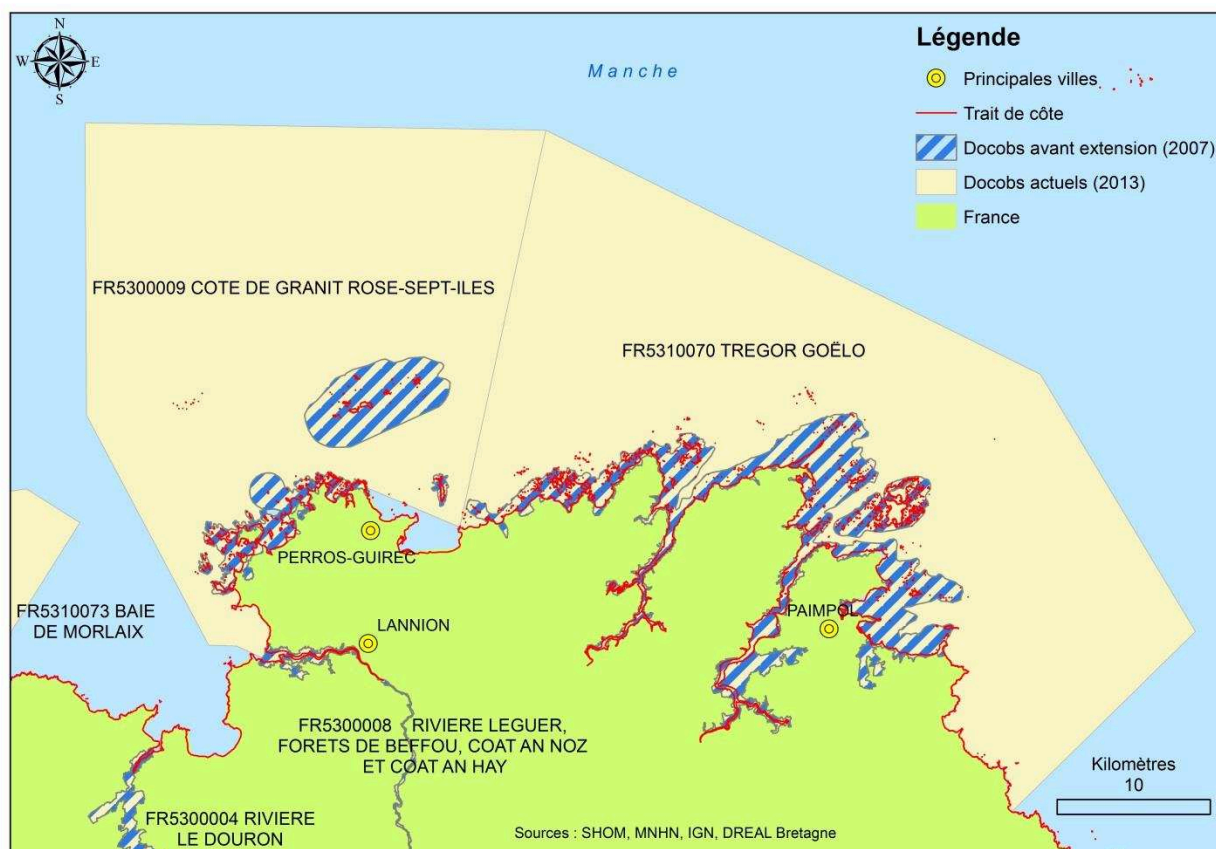 N
W E
S
Manche
Légende
Principales villes
Trait de côte
Docobs avant extension (2007)
Docobs actuels (2013)
France
FR5300009 COTE DE GRANIT ROSE-SEPT-ILES
FR5310070 TREGOR GOËLO
PERROS-GUIREC
FR5310073 BAIE
DE MORLAIX
LANNION
PAIMPOL
FR5300008 RIVIERE LEGUER,
FORETS DE BEFFOU, COAT AN NOZ
ET COAT AN HAY
FR5300004 RIVIERE
LE DOURON
Kilomètres
10
Sources : SHOM, MNHN, IGN, DREAL Bretagne